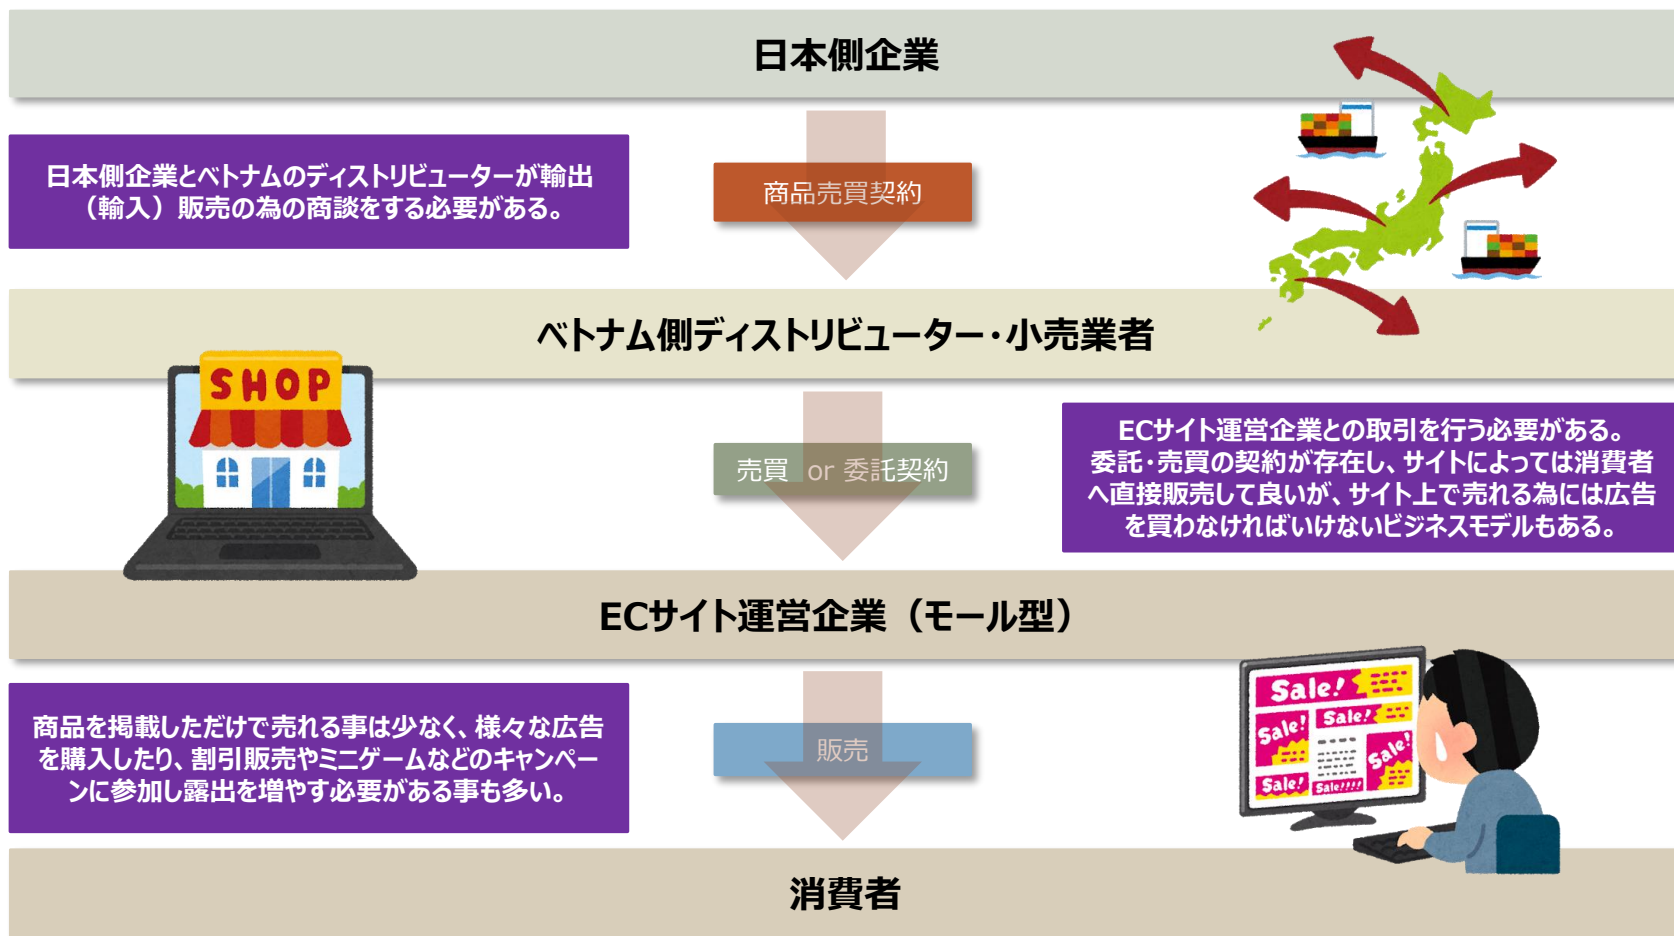 日本側企業
日本側企業とベトナムのディストリビューターが輸出
（輸入）販売の為の商談をする必要がある。
商品売買契約
ベトナム側ディストリビューター・小売業者
SHOP
売買 or 委託契約
ECサイト運営企業との取引を行う必要がある。
委託・売買の契約が存在し、サイトによっては消費者
へ直接販売して良いが、サイト上で売れる為には広告
を買わなければいけないビジネスモデルもある。
ECサイト運営企業（モール型）
商品を掲載しただけで売れる事は少なく、様々な広告
を購入したり、割引販売やミニゲームなどのキャンペー
ンに参加し露出を増やす必要がある事も多い。
販売
Sale!
Sale!
Sale!
Sale!
Sale!
Sale!!!!
消費者